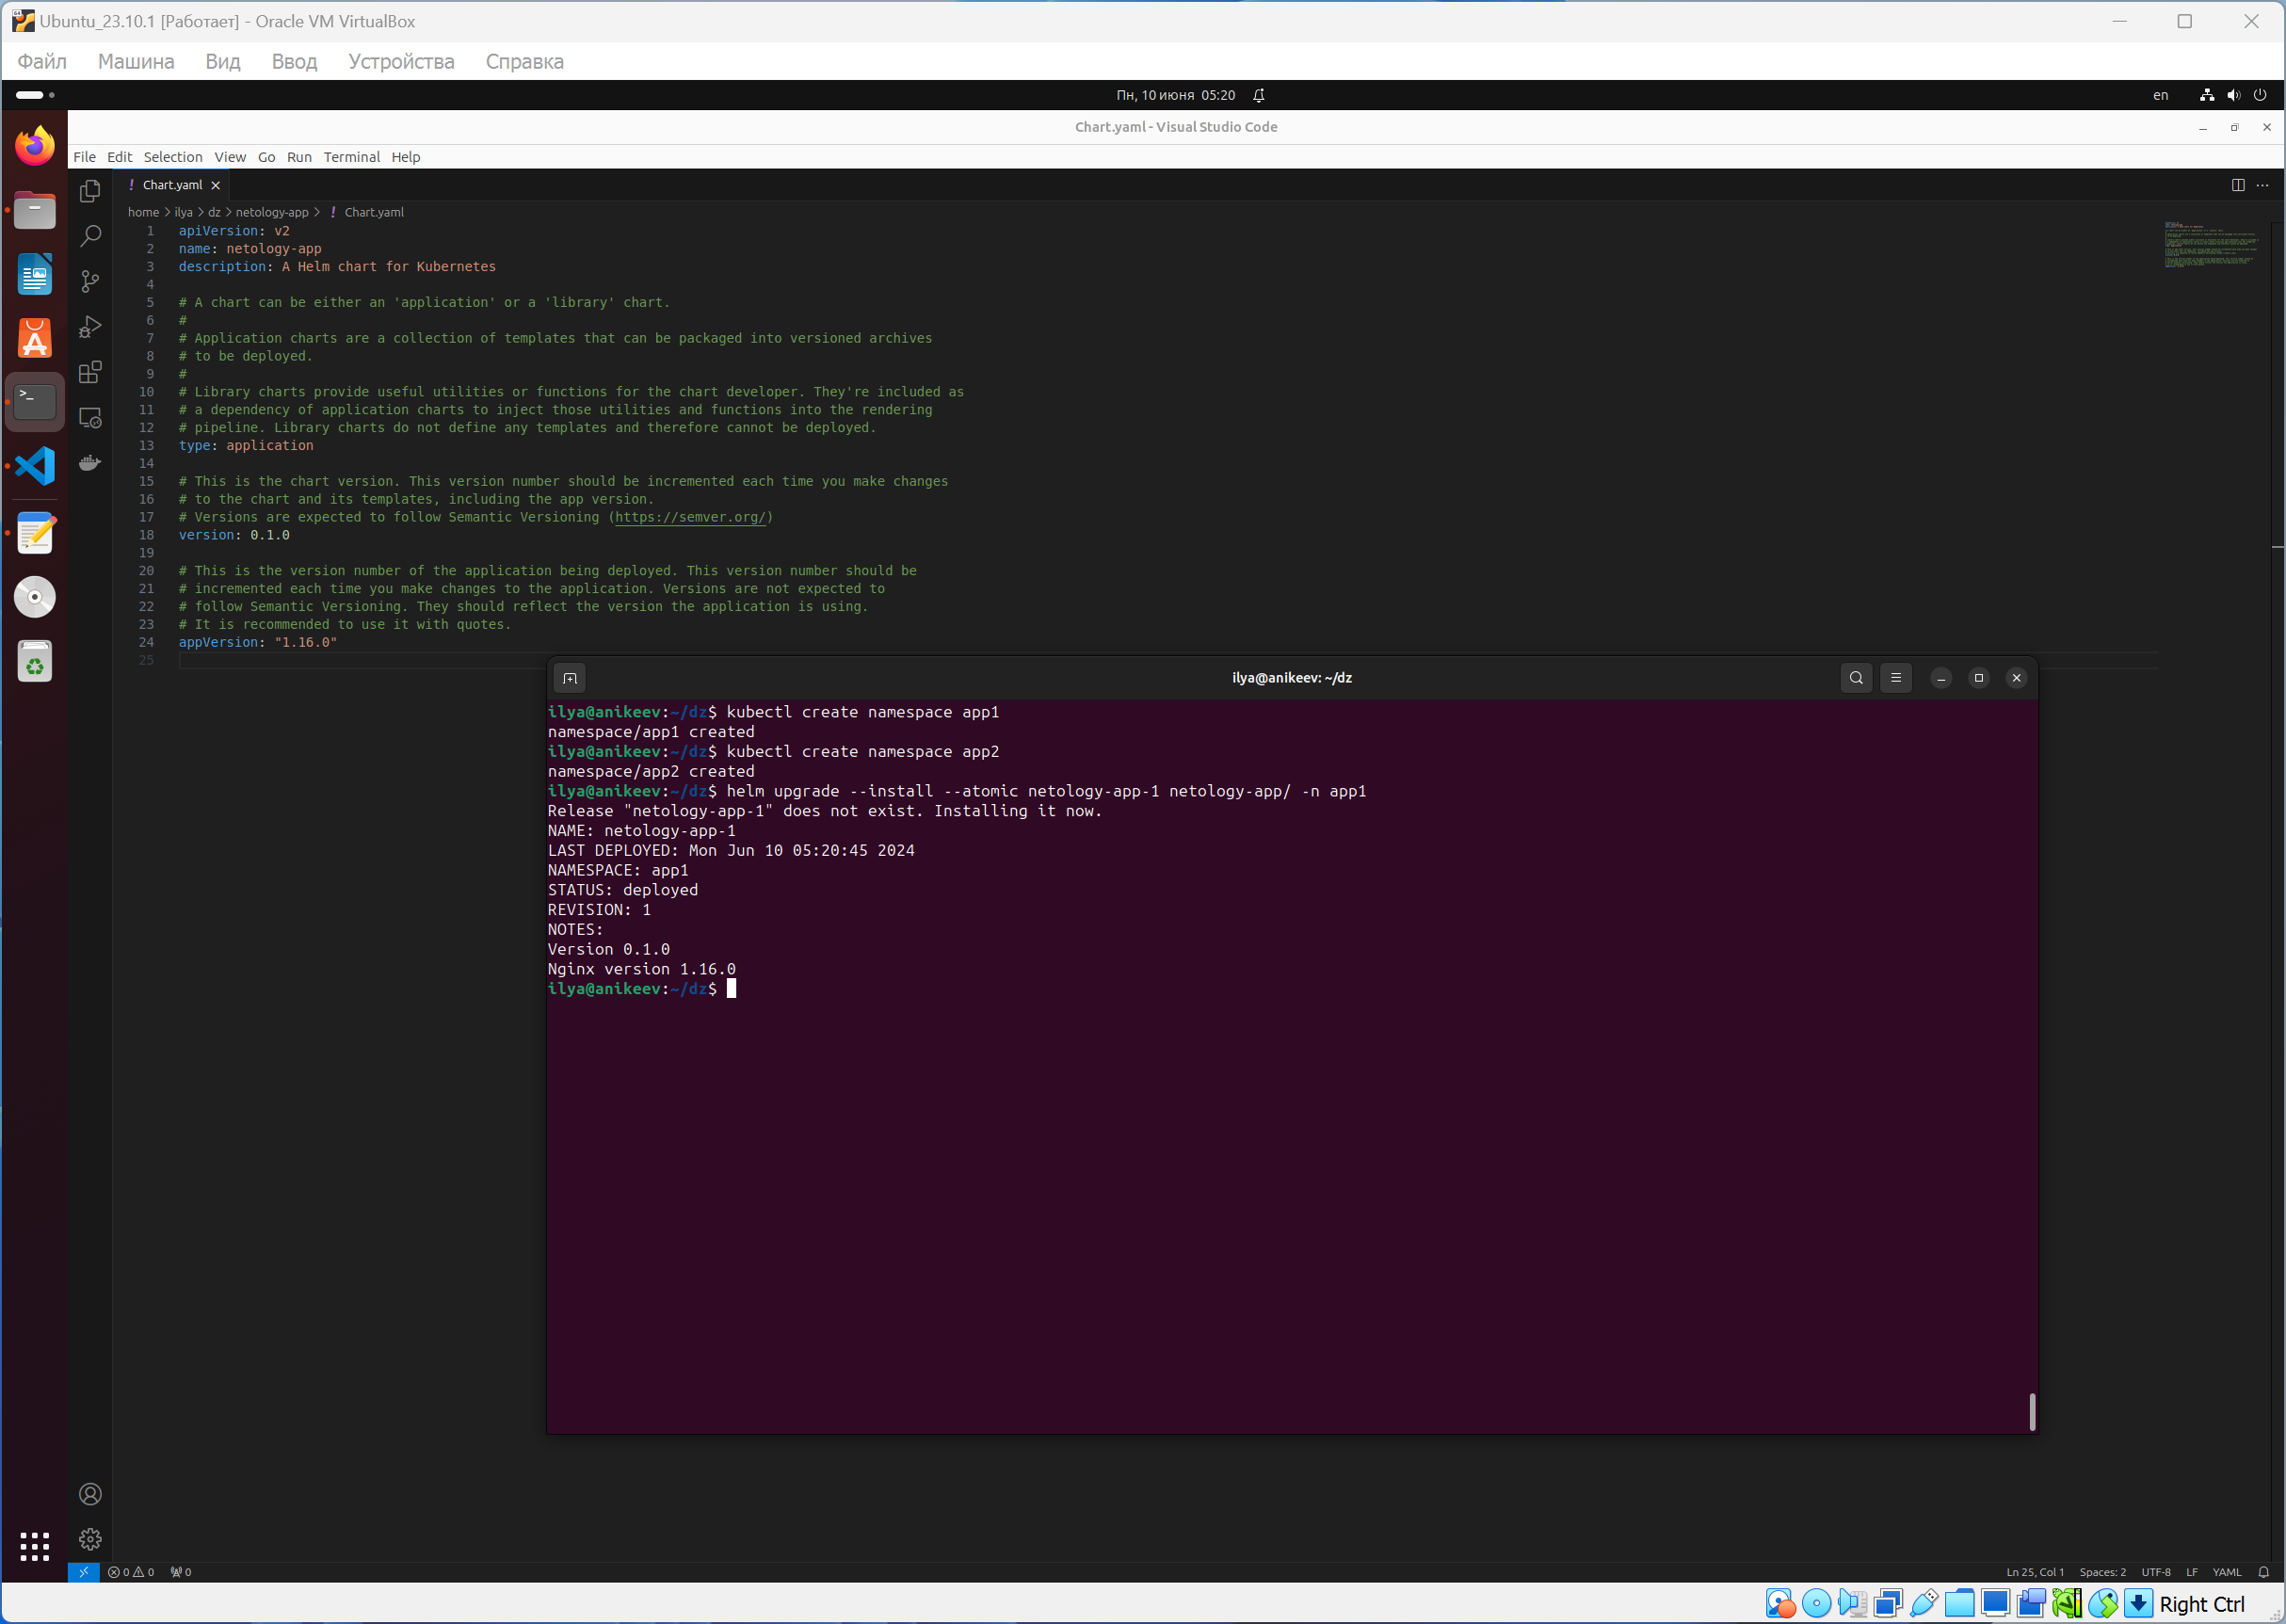 Ubuntu_23.10.1 [Работает] - Oracle VM VirtualBox
Файл Машина Вид Ввод Устройства Справка
Пн, 10 июня 05:20
en
Chart.yaml - Visual Studio Code
File Edit Selection View Go Run Terminal Help
! Chart.yaml
home > ilya > dz > netology-app > ! Chart.yaml
1 apiVersion: v2
2 name: netology-app
3 description: A Helm chart for Kubernetes
4
5 # A chart can be either an 'application' or a 'library' chart.
6 #
7 # Application charts are a collection of templates that can be packaged into versioned archives
8 # to be deployed.
9 #
10 # Library charts provide useful utilities or functions for the chart developer. They're included as
11 # a dependency of application charts to inject those utilities and functions into the rendering
12 # pipeline. Library charts do not define any templates and therefore cannot be deployed.
13 type: application
14
15 # This is the chart version. This version number should be incremented each time you make changes
16 # to the chart and its templates, including the app version.
17 # Versions are expected to follow Semantic Versioning (https://semver.org/)
18 version: 0.1.0
19
20 # This is the version number of the application being deployed. This version number should be
21 # incremented each time you make changes to the application. Versions are not expected to
22 # follow Semantic Versioning. They should reflect the version the application is using.
23 # It is recommended to use it with quotes.
24 appVersion: "1.16.0"
25
ilya@anikeev: ~/dz
ilya@anikeev:~/dz$ kubectl create namespace app1
namespace/app1 created
ilya@anikeev:~/dz$ kubectl create namespace app2
namespace/app2 created
ilya@anikeev:~/dz$ helm upgrade --install --atomic netology-app-1 netology-app/ -n app1
Release "netology-app-1" does not exist. Installing it now.
NAME: netology-app-1
LAST DEPLOYED: Mon Jun 10 05:20:45 2024
NAMESPACE: app1
STATUS: deployed
REVISION: 1
NOTES:
Version 0.1.0
Nginx version 1.16.0
ilya@anikeev:~/dz$
0 0 0
Ln 25, Col 1 Spaces: 2 UTF-8 LF YAML
Right Ctrl